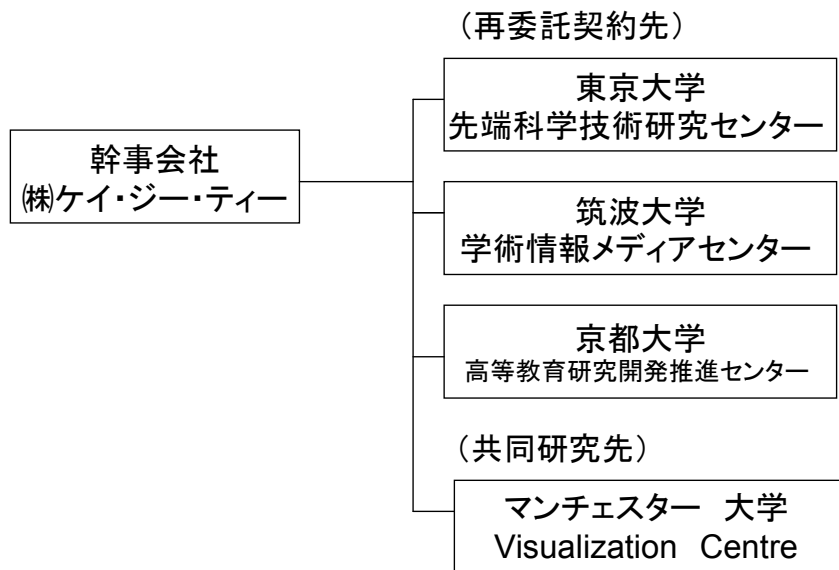 (再委託契約先)
東京大学
先端科学技術研究センター
幹事会社
㈱ケイ・ジー・ティー
筑波大学
学術情報メディアセンター
京都大学
高等教育研究開発推進センター
(共同研究先)
マンチェスター 大学
Visualization Centre